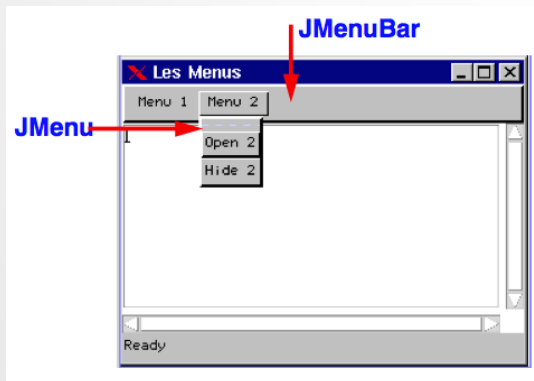 JMenuBar
Les Menus
Menu 1 Menu 2
JMenu
Open 2
Hide 2
Ready